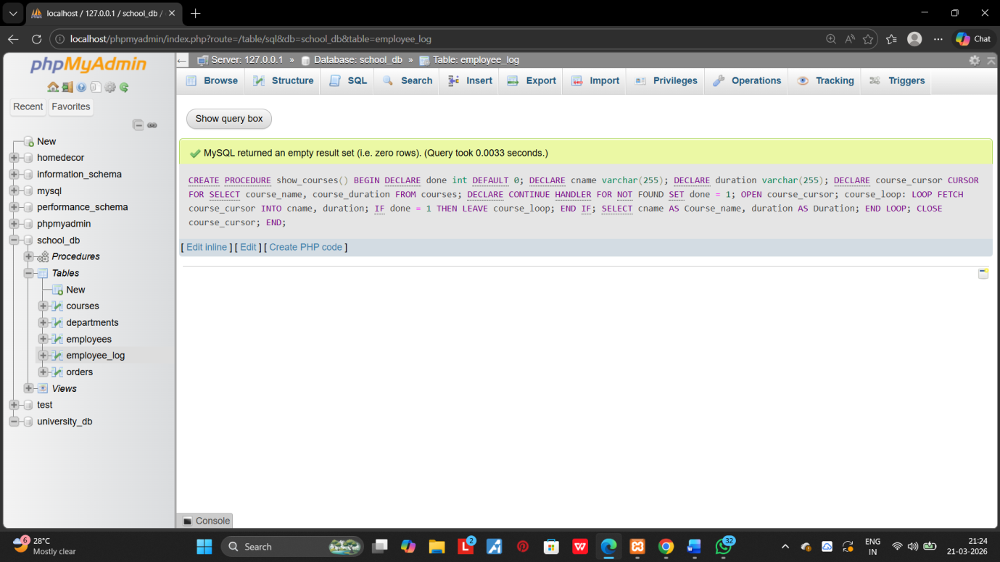 localhost / 127.0.0.1 / school_db /
localhost/phpmyadmin/index.php?route=/table/sql&db=school_db&table=employee_log
Chat
phpMyAdmin
Recent
Favorites
New
homedecor
information_schema
mysql
performance_schema
phpmyadmin
school_db
Procedures
Tables
New
courses
departments
employees
employee_log
orders
Views
test
university_db
Server: 127.0.0.1 » Database: school_db » Table: employee_log
Browse Structure SQL Search Insert Export Import Privileges Operations Tracking Triggers
Show query box
MySQL returned an empty result set (i.e. zero rows). (Query took 0.0033 seconds.)
CREATE PROCEDURE show_courses() BEGIN DECLARE done int DEFAULT 0; DECLARE cname varchar(255); DECLARE duration varchar(255); DECLARE course_cursor CURSOR
FOR SELECT course_name, course_duration FROM courses; DECLARE CONTINUE HANDLER FOR NOT FOUND SET done = 1; OPEN course_cursor; course_loop: LOOP FETCH
course_cursor INTO cname, duration; IF done = 1 THEN LEAVE course_loop; END IF; SELECT cname AS Course_name, duration AS Duration; END LOOP; CLOSE
course_cursor; END;
[ Edit inline ] [ Edit ] [ Create PHP code ]
Console
6
28°C
Mostly clear
Search
L
2
W
W
32
ENG
IN
21:24
21-03-2026